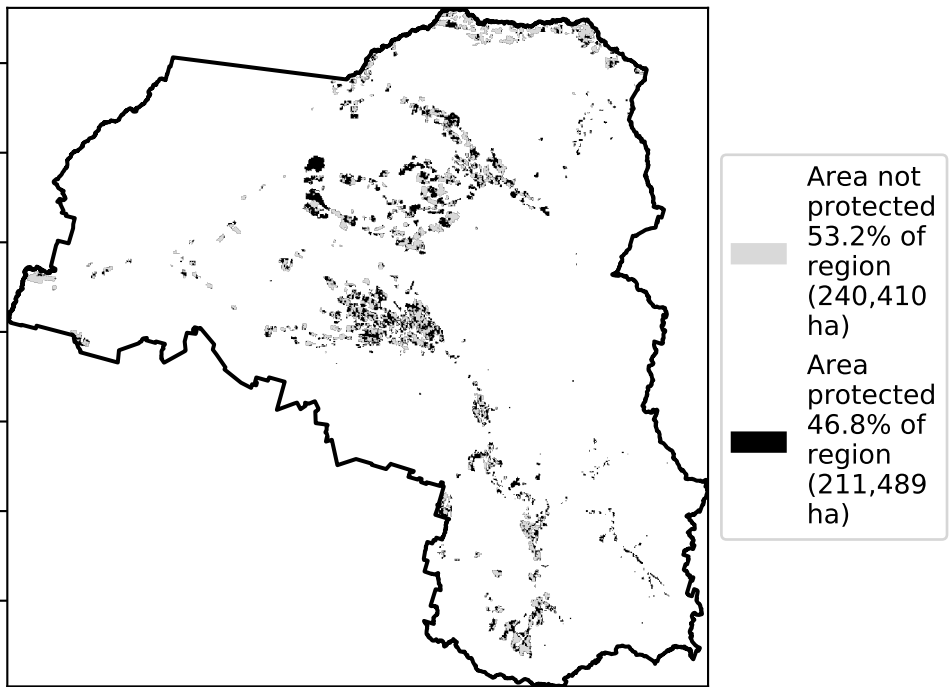 Area not
protected
53.2% of
region
(240,410
ha)
Area
protected
46.8% of
region
(211,489
ha)